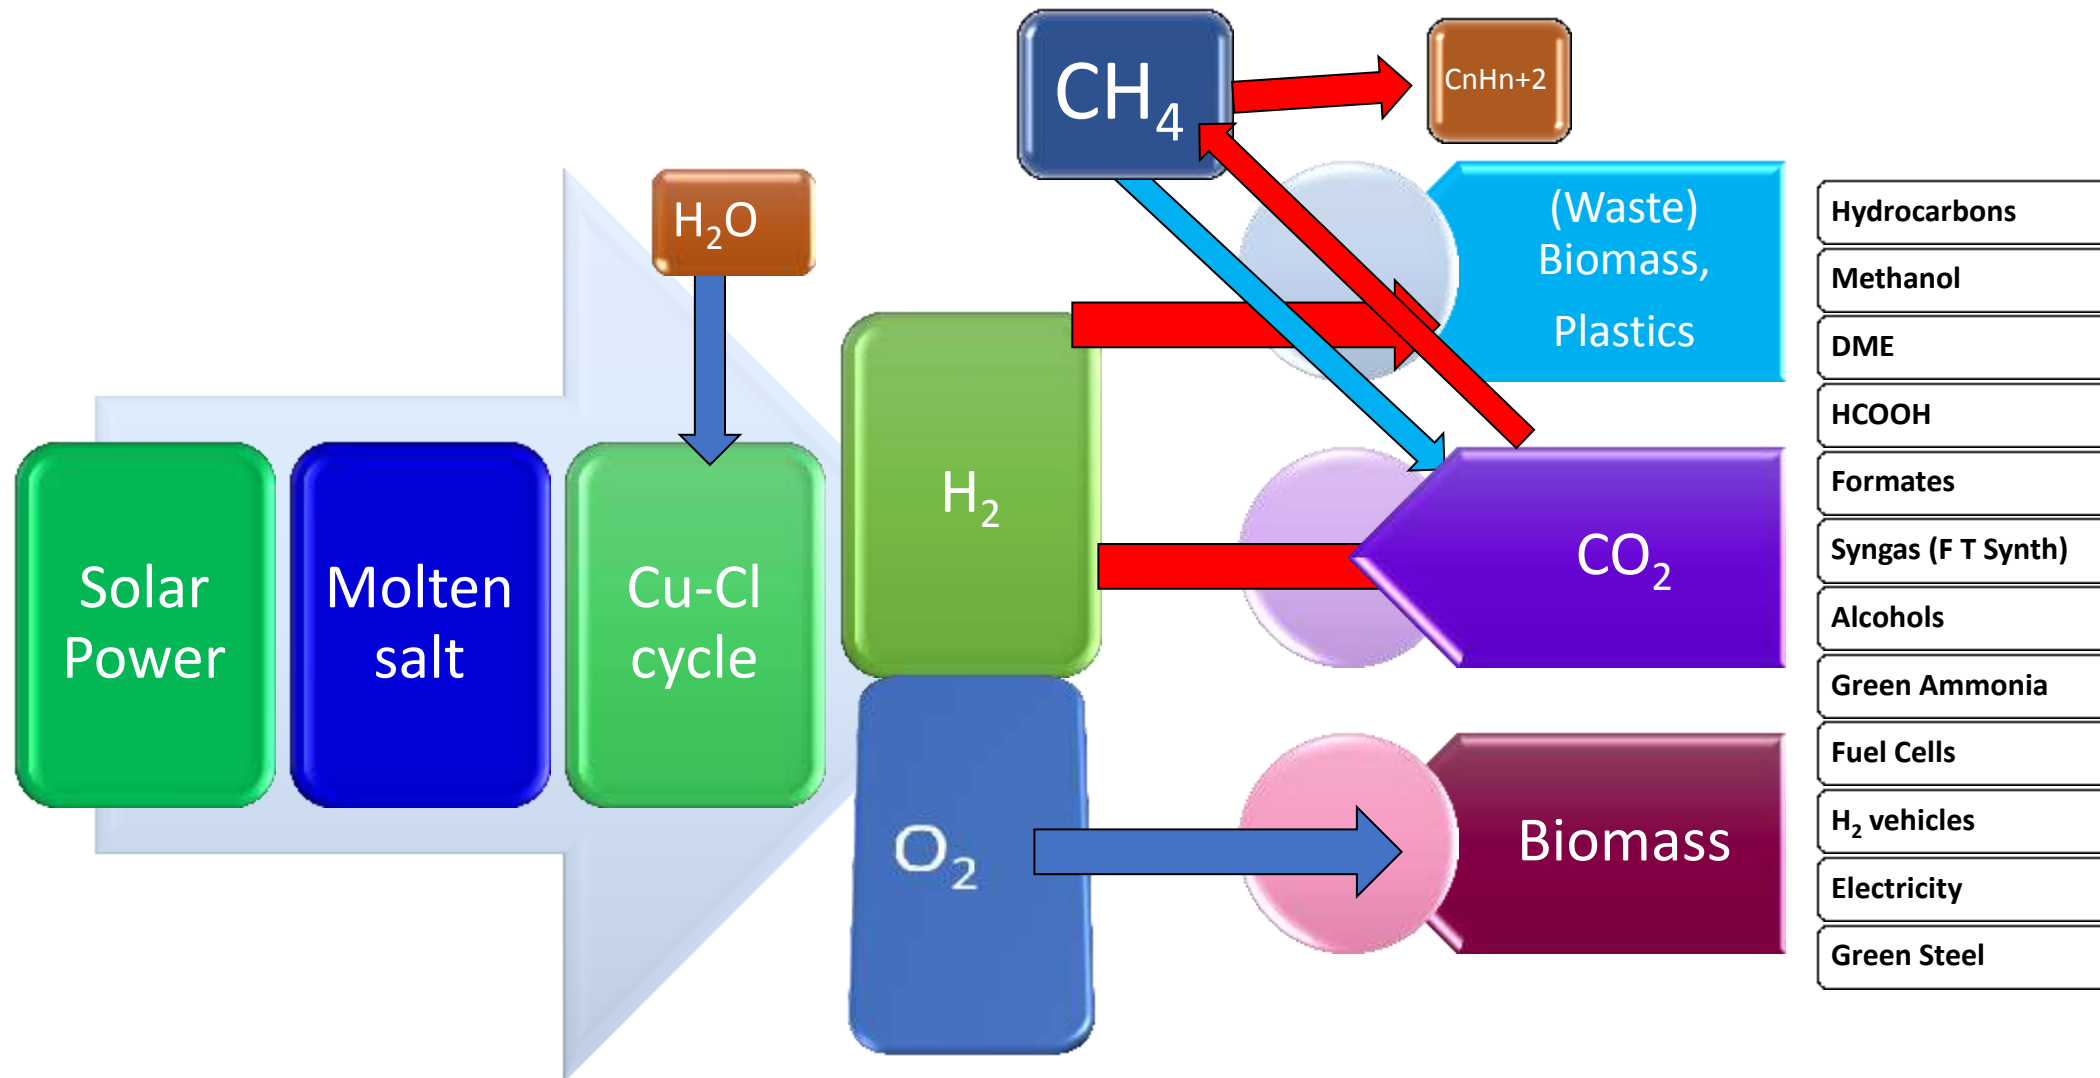 Solar
Power
Molten
salt
Cu-Cl
cycle
H₂O
H₂
O₂
CH₄
CnHn+2
(Waste)
Biomass,
Plastics
CO₂
Biomass
Hydrocarbons
Methanol
DME
HCOOH
Formates
Syngas (F T Synth)
Alcohols
Green Ammonia
Fuel Cells
H₂ vehicles
Electricity
Green Steel